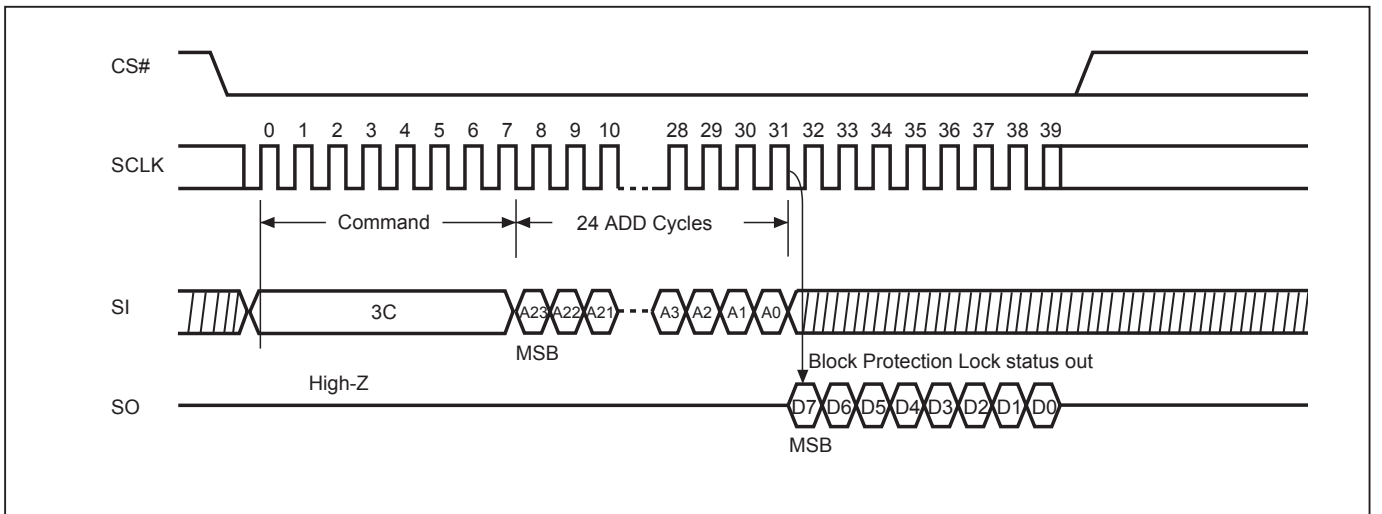 CS#
0 1 2 3 4 5 6 7 8 9 10 28 29 30 31 32 33 34 35 36 37 38 39
SCLK
Command
24 ADD Cycles
SI
3C
A23 A22 A21 A3 A2 A1 A0
MSB
Block Protection Lock status out
High-Z
SO
D7 D6 D5 D4 D3 D2 D1 D0
MSB